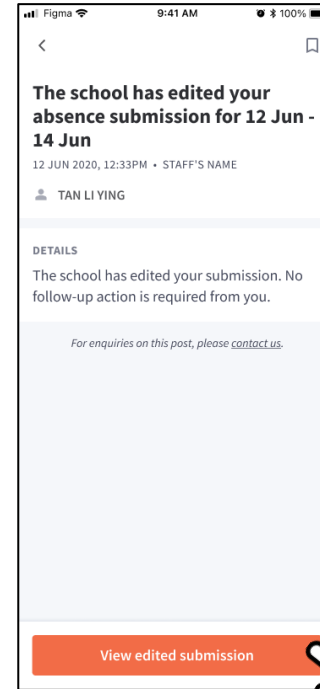 Figma 9:41 AM 100%
The school has edited your
absence submission for 12 Jun -
14 Jun
12 JUN 2020, 12:33PM • STAFF'S NAME
TAN LI YING
DETAILS
The school has edited your submission. No
follow-up action is required from you.
For enquiries on this post, please contact us.
View edited submission